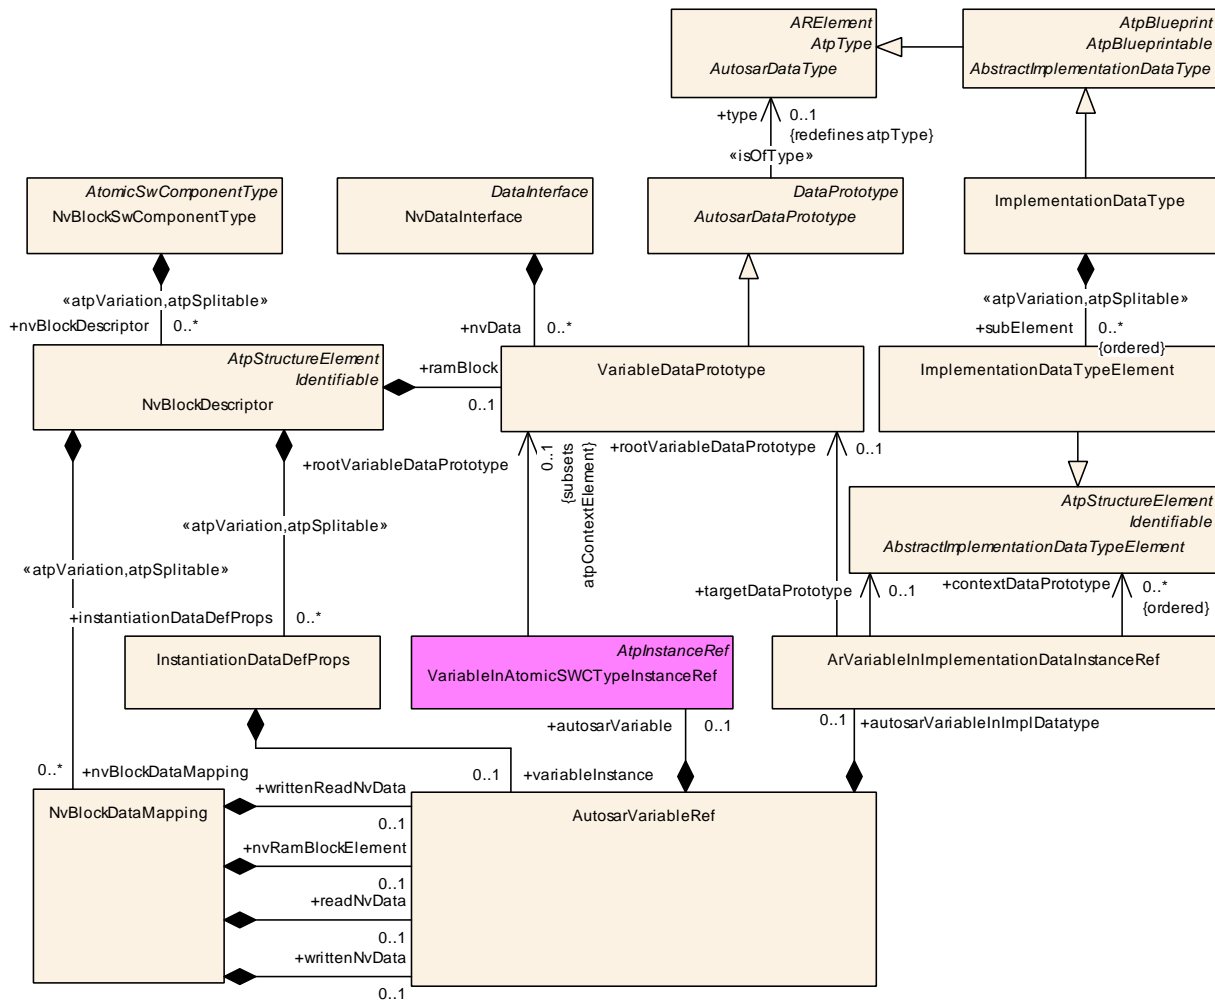 ARElement
AtpType
AutosarDataType
AtpBlueprint
AtpBlueprintable
AbstractImplementationDataType
+type
0..1
{redefines atpType}
«isOfType»
AtomicSwComponentType
NvBlockSwComponentType
DataInterface
NvDataInterface
DataPrototype
AutosarDataPrototype
ImplementationDataType
«atpVariation,atpSplitable»
+nvBlockDescriptor
0..*
+nvData
0..*
«atpVariation,atpSplitable»
+subElement
0..*
{ordered}
AtpStructureElement
Identifiable
NvBlockDescriptor
+ramBlock
0..1
VariableDataPrototype
ImplementationDataTypeElement
+rootVariableDataPrototype
0..1
{subsets
atpContextElement}
+rootVariableDataPrototype
0..1
«atpVariation,atpSplitable»
«atpVariation,atpSplitable»
AtpStructureElement
Identifiable
AbstractImplementationDataTypeElement
+targetDataPrototype
0..1
+contextDataPrototype
0..*
{ordered}
+instantiationDataDefProps
0..*
InstantiationDataDefProps
AtpInstanceRef
VariableInAtomicSWCTypeInstanceRef
ArVariableInImplementationDataInstanceRef
+autosarVariable
0..1
0..1
+autosarVariableInImplDatatype
0..*
+nvBlockDataMapping
0..1
+variableInstance
NvBlockDataMapping
+writtenReadNvData
0..1
AutosarVariableRef
+nvRamBlockElement
0..1
+readNvData
0..1
+writtenNvData
0..1